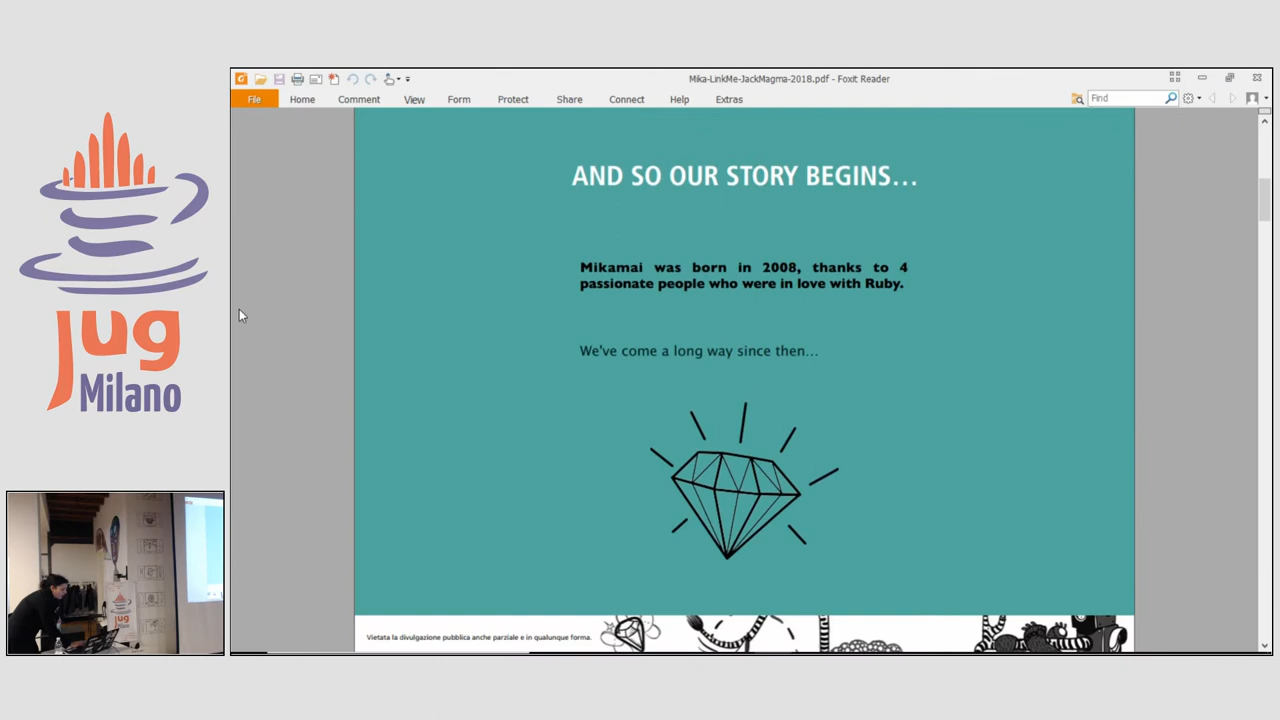 Mika-LinkMe-JackMagma-2018.pdf - Foxit Reader
File Home Comment View Form Protect Share Connect Help Extras Find
AND SO OUR STORY BEGINS...
Mikamai was born in 2008, thanks to 4
passionate people who were in love with Ruby.
We've come a long way since then...
Vietata la divulgazione pubblica anche parziale e in qualunque forma.
jug
Milano
jug